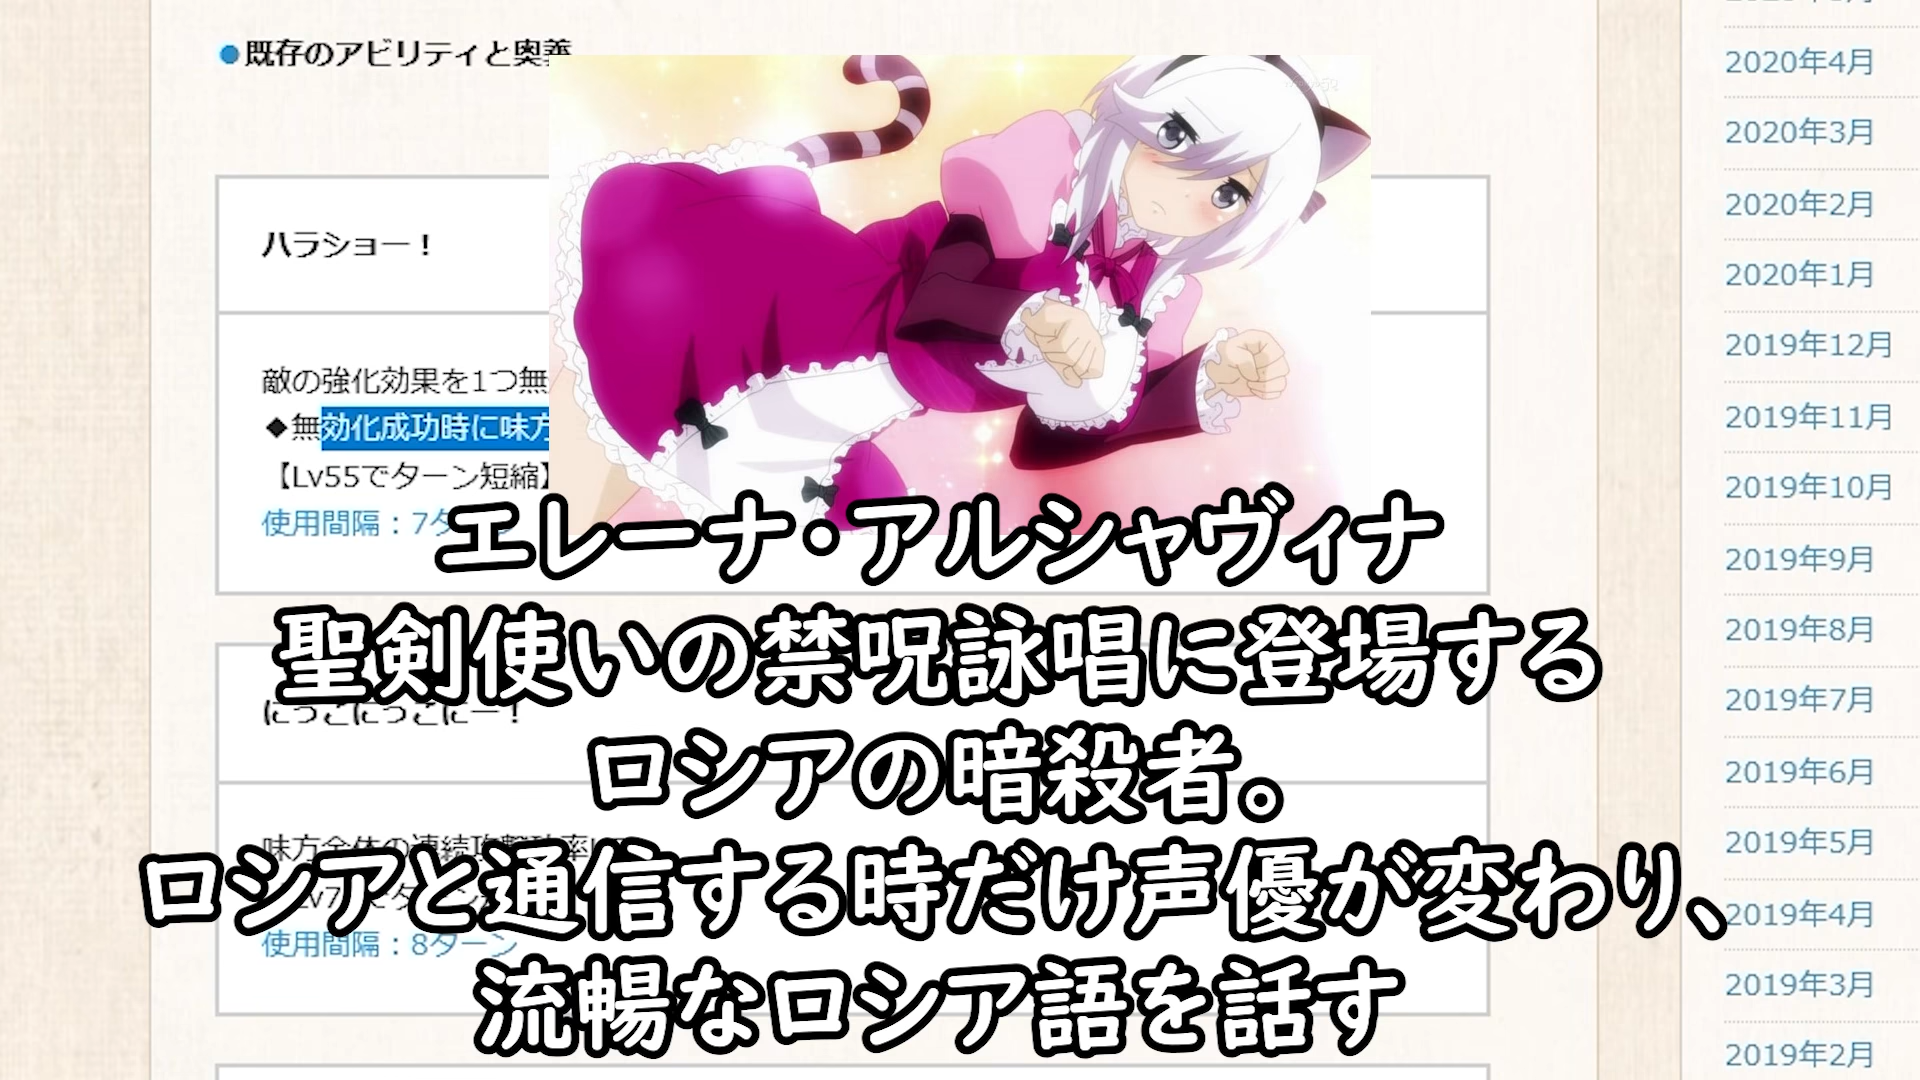 ●既存のアビリティと奥義
ハラショー！
敵の強化効果を1つ無
◆無効化成功時に味方
【Lv55でターン短縮】
使用間隔：7タ
エレーナ・アルシャヴィナ
聖剣使いの禁呪詠唱に登場する
にっこにっこにー！
ロシアの暗殺者。
味方全体の連続攻撃確率
ロシアと通信する時だけ声優が変わり、
使用間隔：8ターン
流暢なロシア語を話す
2020年4月
2020年3月
2020年2月
2020年1月
2019年12月
2019年11月
2019年10月
2019年9月
2019年8月
2019年7月
2019年6月
2019年5月
2019年4月
2019年3月
2019年2月